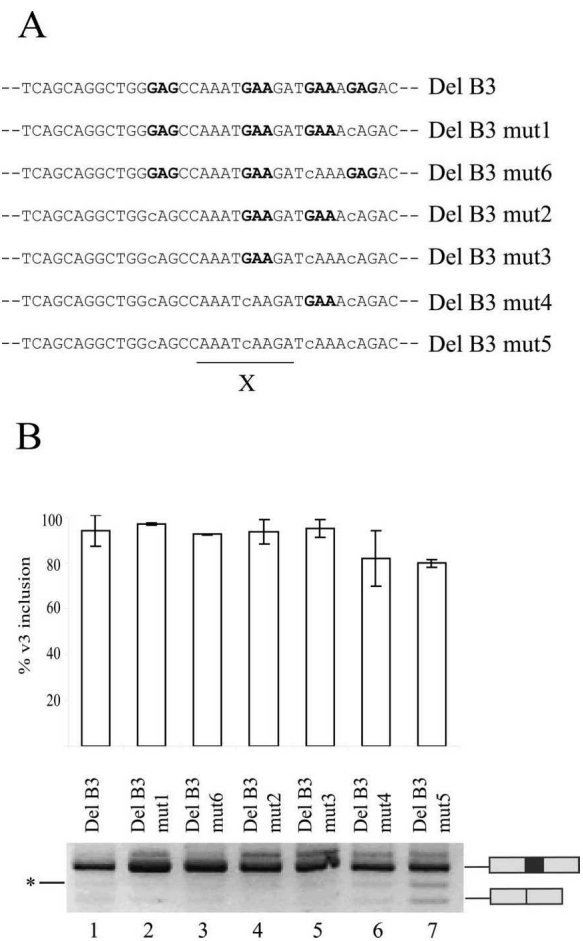 A
--TCAGCAGGCTGGGAGCCAAATGAAGATGAAAGAGAC-- Del B3
--TCAGCAGGCTGGGAGCCAAATGAAGATGAAAcAGAC-- Del B3 mut1
--TCAGCAGGCTGGGAGCCAAATGAAGATcAAAGAGAC-- Del B3 mut6
--TCAGCAGGCTGGcAGCCAAATGAAGATGAAAcAGAC-- Del B3 mut2
--TCAGCAGGCTGGcAGCCAAATGAAGATcAAAcAGAC-- Del B3 mut3
--TCAGCAGGCTGGcAGCCAAATcAAGATGAAAcAGAC-- Del B3 mut4
--TCAGCAGGCTGGcAGCCAAATcAAGATcAAAcAGAC-- Del B3 mut5
X
B
% v3 inclusion
100
80
60
40
20
Del B3
Del B3 mut1
Del B3 mut6
Del B3 mut2
Del B3 mut3
Del B3 mut4
Del B3 mut5
*
1 2 3 4 5 6 7